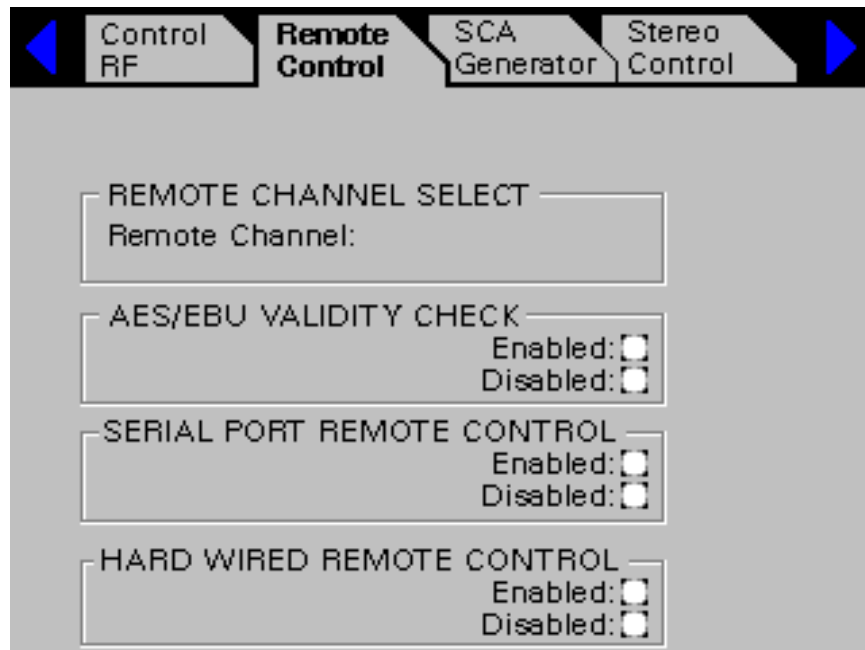 Control RF
Remote Control
SCA Generator
Stereo Control
REMOTE CHANNEL SELECT
Remote Channel:
AES/EBU VALIDITY CHECK
Enabled:
Disabled:
SERIAL PORT REMOTE CONTROL
Enabled:
Disabled:
HARD WIRED REMOTE CONTROL
Enabled:
Disabled: